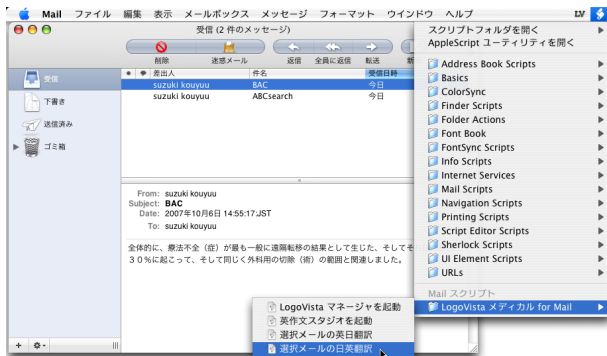 Mail ファイル 編集 表示 メールボックス メッセージ フォーマット ウインドウ ヘルプ LV
受信 (2 件のメッセージ)
削除 迷惑メール 返信 全員に返信 転送 新
受信
下書き
送信済み
ゴミ箱
差出人 件名 受信日時
suzuki kouyuu BAC 今日
suzuki kouyuu ABCsearch 今日
From: suzuki kouyuu
Subject: BAC
Date: 2007年10月6日 14:55:17:JST
To: suzuki kouyuu
全体的に、療法不全（症）が最も一般に遠隔転移の結果として生じた、そしてそ
３０％に起こって、そして同じく外科用の切除（術）の範囲と関連しました。
スクリプトフォルダを開く
AppleScript ユーティリティを開く
Address Book Scripts
Basics
ColorSync
Finder Scripts
Folder Actions
Font Book
FontSync Scripts
Info Scripts
Internet Services
Mail Scripts
Navigation Scripts
Printing Scripts
Script Editor Scripts
Sherlock Scripts
UI Element Scripts
URLs
Mail スクリプト
LogoVista メディカル for Mail
LogoVista マネージャを起動
英作文スタジオを起動
選択メールの英日翻訳
選択メールの日英翻訳